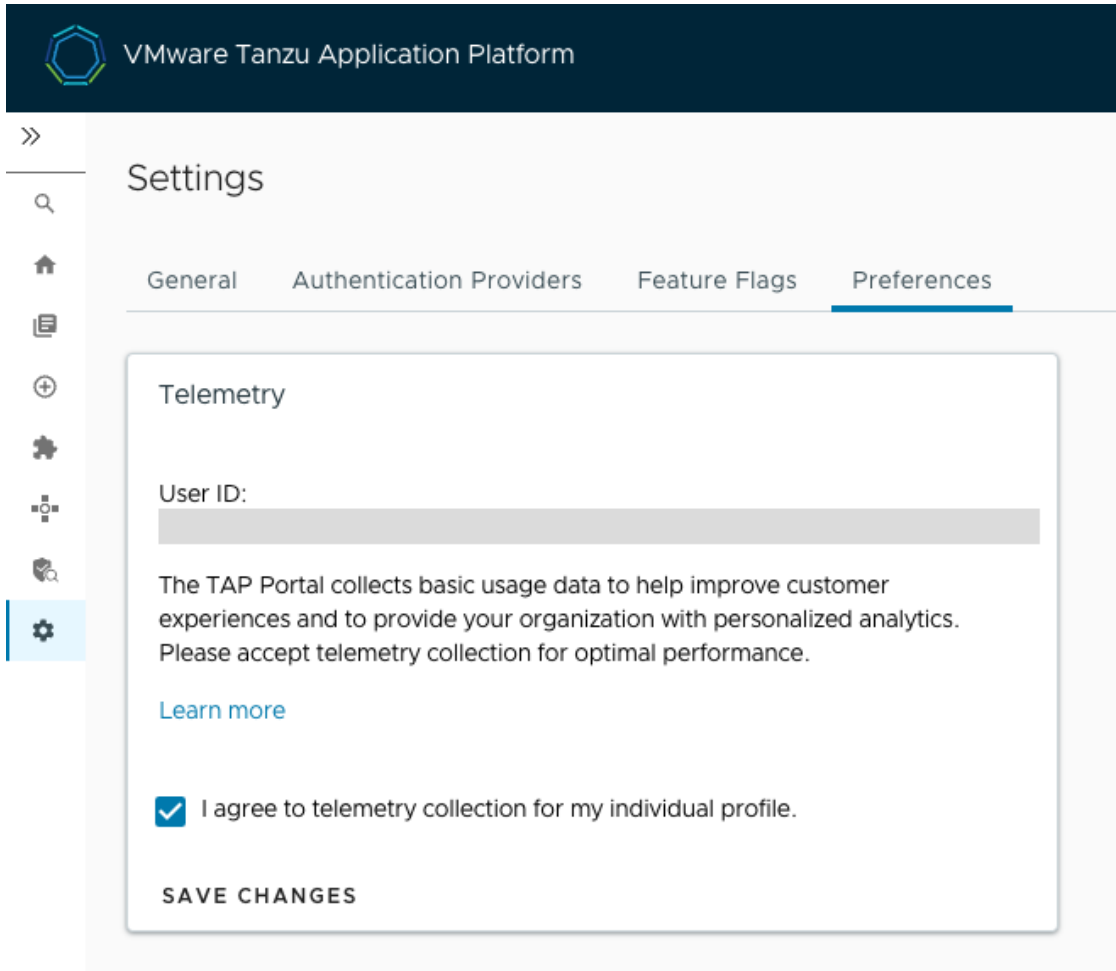 VMware Tanzu Application Platform
Settings
General Authentication Providers Feature Flags Preferences
Telemetry
User ID:
The TAP Portal collects basic usage data to help improve customer
experiences and to provide your organization with personalized analytics.
Please accept telemetry collection for optimal performance.
Learn more
I agree to telemetry collection for my individual profile.
SAVE CHANGES